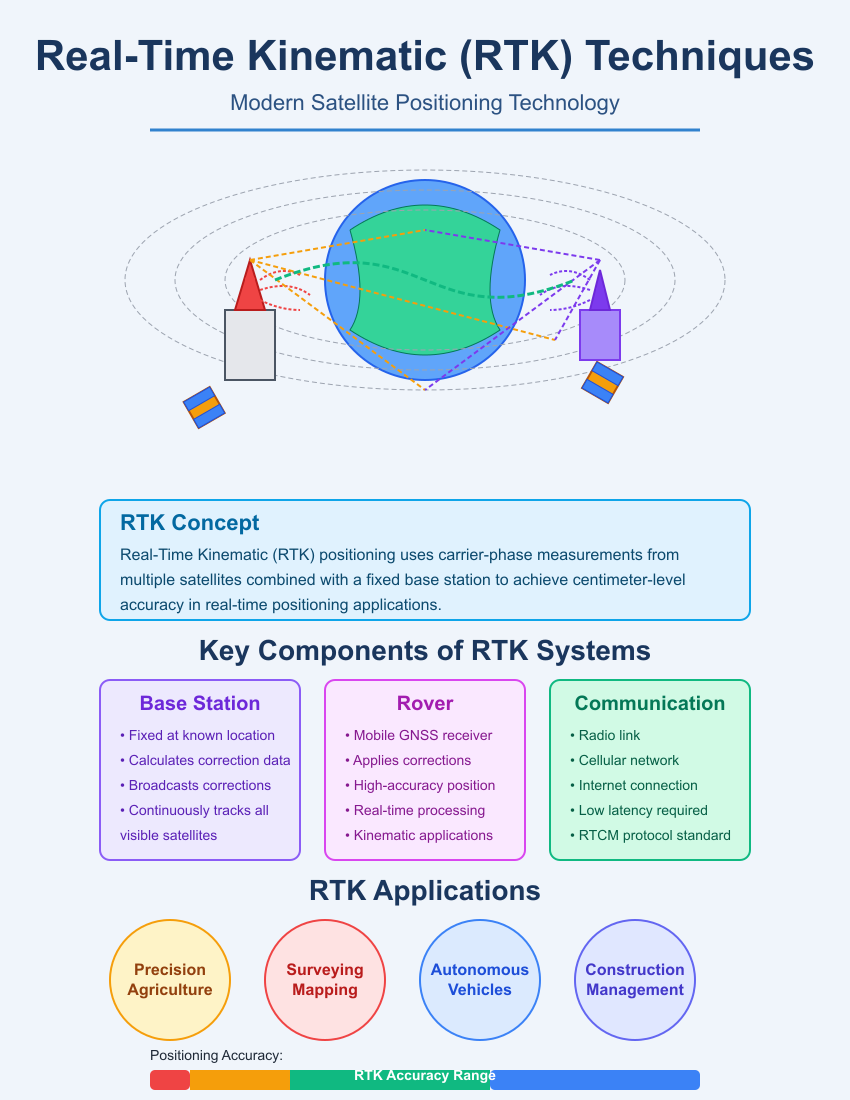 Real-Time Kinematic (RTK) Techniques
Modern Satellite Positioning Technology
RTK Concept
Real-Time Kinematic (RTK) positioning uses carrier-phase measurements from
multiple satellites combined with a fixed base station to achieve centimeter-level
accuracy in real-time positioning applications.
Key Components of RTK Systems
Base Station
• Fixed at known location
• Calculates correction data
• Broadcasts corrections
• Continuously tracks all
visible satellites
Rover
• Mobile GNSS receiver
• Applies corrections
• High-accuracy position
• Real-time processing
• Kinematic applications
Communication
• Radio link
• Cellular network
• Internet connection
• Low latency required
• RTCM protocol standard
RTK Applications
Precision
Agriculture
Surveying
Mapping
Autonomous
Vehicles
Construction
Management
Positioning Accuracy:
RTK Accuracy Range